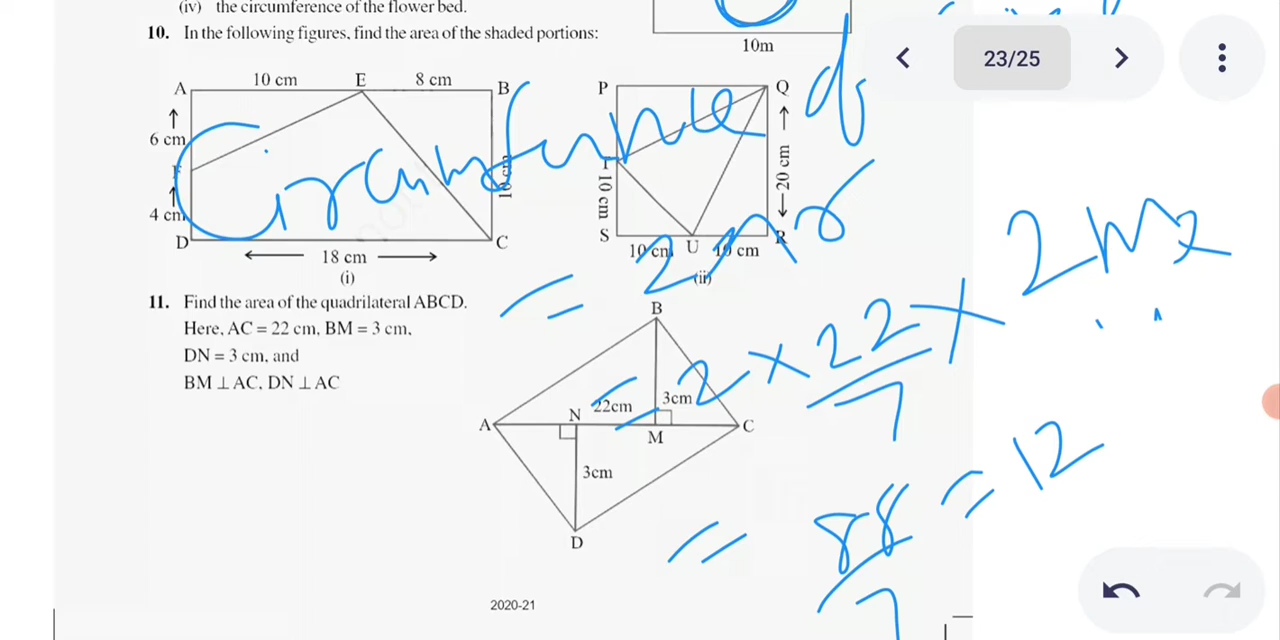 (iv) the circumference of the flower bed.
10. In the following figures, find the area of the shaded portions:
10m
23/25
A 10 cm E 8 cm B
6 cm
F
4 cm
D 18 cm C
(i)
P Q
T 10 cm
20 cm
S 10 cm U 10 cm R
(ii)
11. Find the area of the quadrilateral ABCD.
Here, AC = 22 cm, BM = 3 cm,
DN = 3 cm, and
BM ⊥ AC, DN ⊥ AC
B
22cm 3cm
A N M C
3cm
D
2020-21
= 2πr
= 2 × 22/7 × 2
= 88/7 = 12